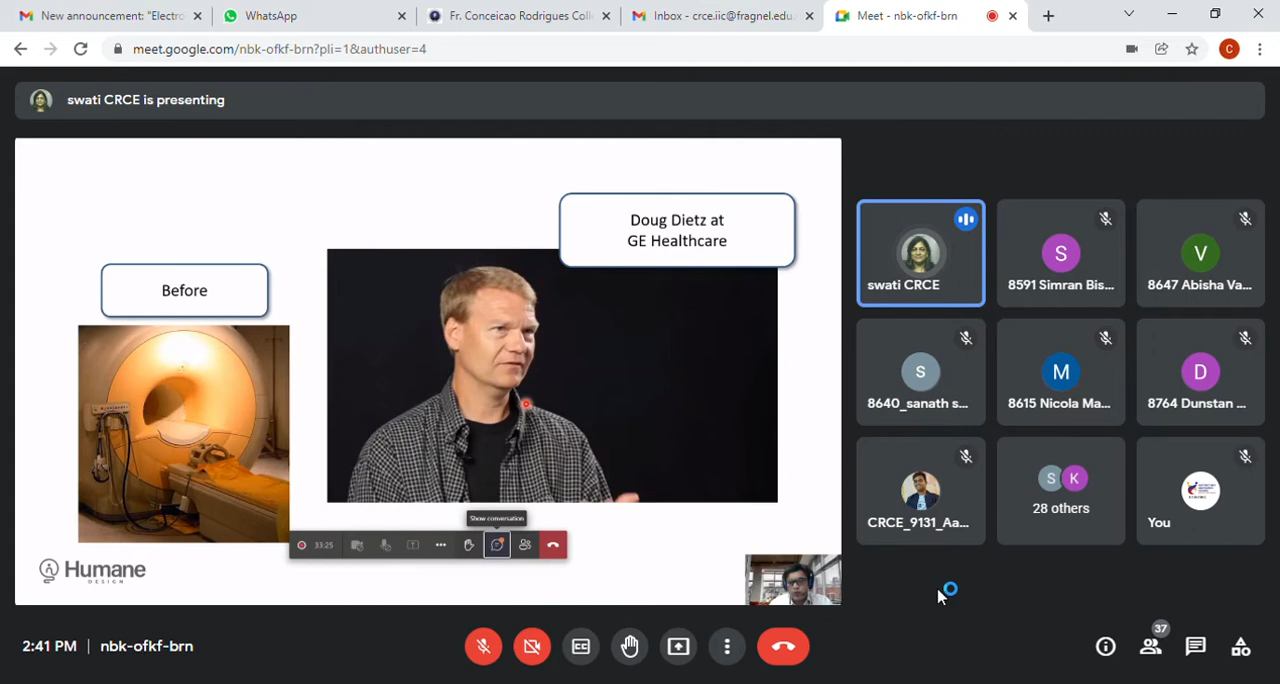 New announcement: "Electro
WhatsApp
Fr. Conceicao Rodrigues Coll
Inbox - crce.iic@fragnel.edu.
Meet - nbk-ofkf-brn
meet.google.com/nbk-ofkf-brn?pli=1&authuser=4
C
swati CRCE is presenting
Doug Dietz at
GE Healthcare
Before
33:25
Show conversation
Humane
DESIGN
swati CRCE
S
8591 Simran Bis...
V
8647 Abisha Va...
S
8640_sanath s...
M
8615 Nicola Ma...
D
8764 Dunstan ...
CRCE_9131_Aa...
S K
28 others
You
2:41 PM | nbk-ofkf-brn
37